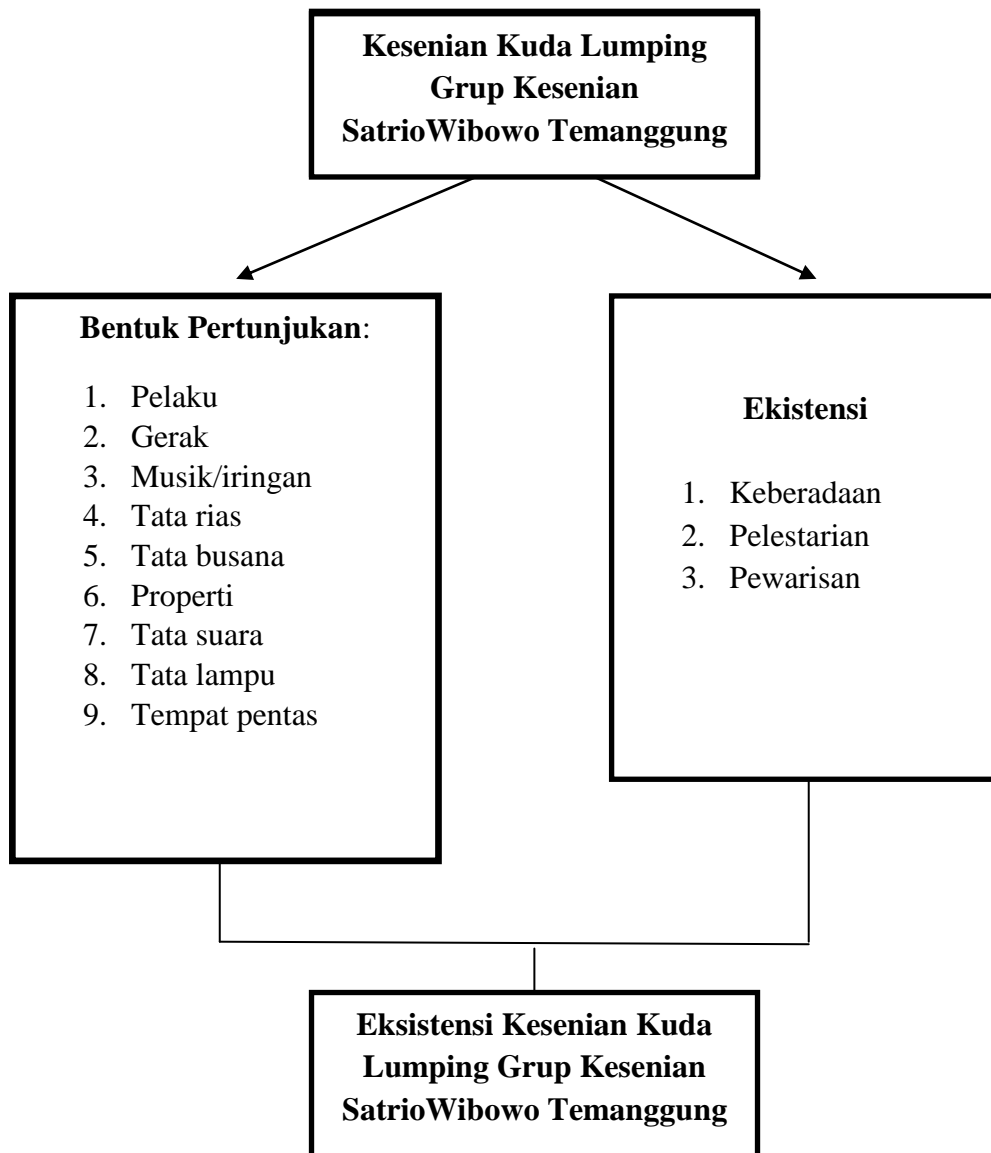 Kesenian Kuda Lumping
Grup Kesenian
SatrioWibowo Temanggung
Bentuk Pertunjukan:
1. Pelaku
2. Gerak
3. Musik/iringan
4. Tata rias
5. Tata busana
6. Properti
7. Tata suara
8. Tata lampu
9. Tempat pentas
Ekistensi
1. Keberadaan
2. Pelestarian
3. Pewarisan
Eksistensi Kesenian Kuda
Lumping Grup Kesenian
SatrioWibowo Temanggung